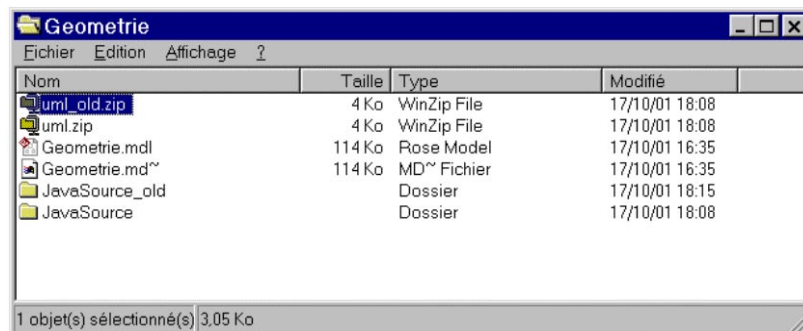 Geometrie
Fichier Edition Affichage ?
Nom Taille Type Modifié
uml_old.zip 4 Ko WinZip File 17/10/01 18:08
uml.zip 4 Ko WinZip File 17/10/01 18:08
Geometrie.mdl 114 Ko Rose Model 17/10/01 16:35
Geometrie.md~ 114 Ko MD~ Fichier 17/10/01 16:35
JavaSource_old Dossier 17/10/01 18:15
JavaSource Dossier 17/10/01 18:08
1 objet(s) sélectionné(s) 3,05 Ko